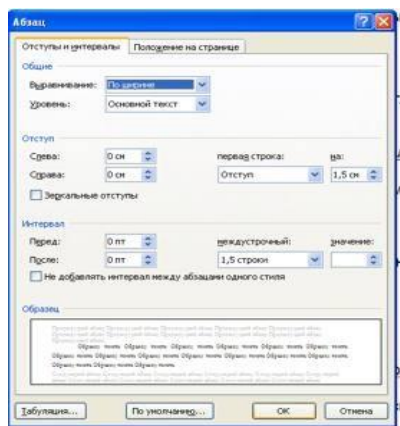 Абзац
Отступы и интервалы Положение на странице
Общие
Выравнивание: По ширине
Уровень: Основной текст
Отступ
Слева: 0 см первая строка: на:
Справа: 0 см Отступ 1,5 см
Зеркальные отступы
Интервал
Перед: 0 пт междустрочный: значение:
После: 0 пт 1,5 строки
Не добавлять интервал между абзацами одного стиля
Образец
Табуляция... По умолчанию... ОК Отмена